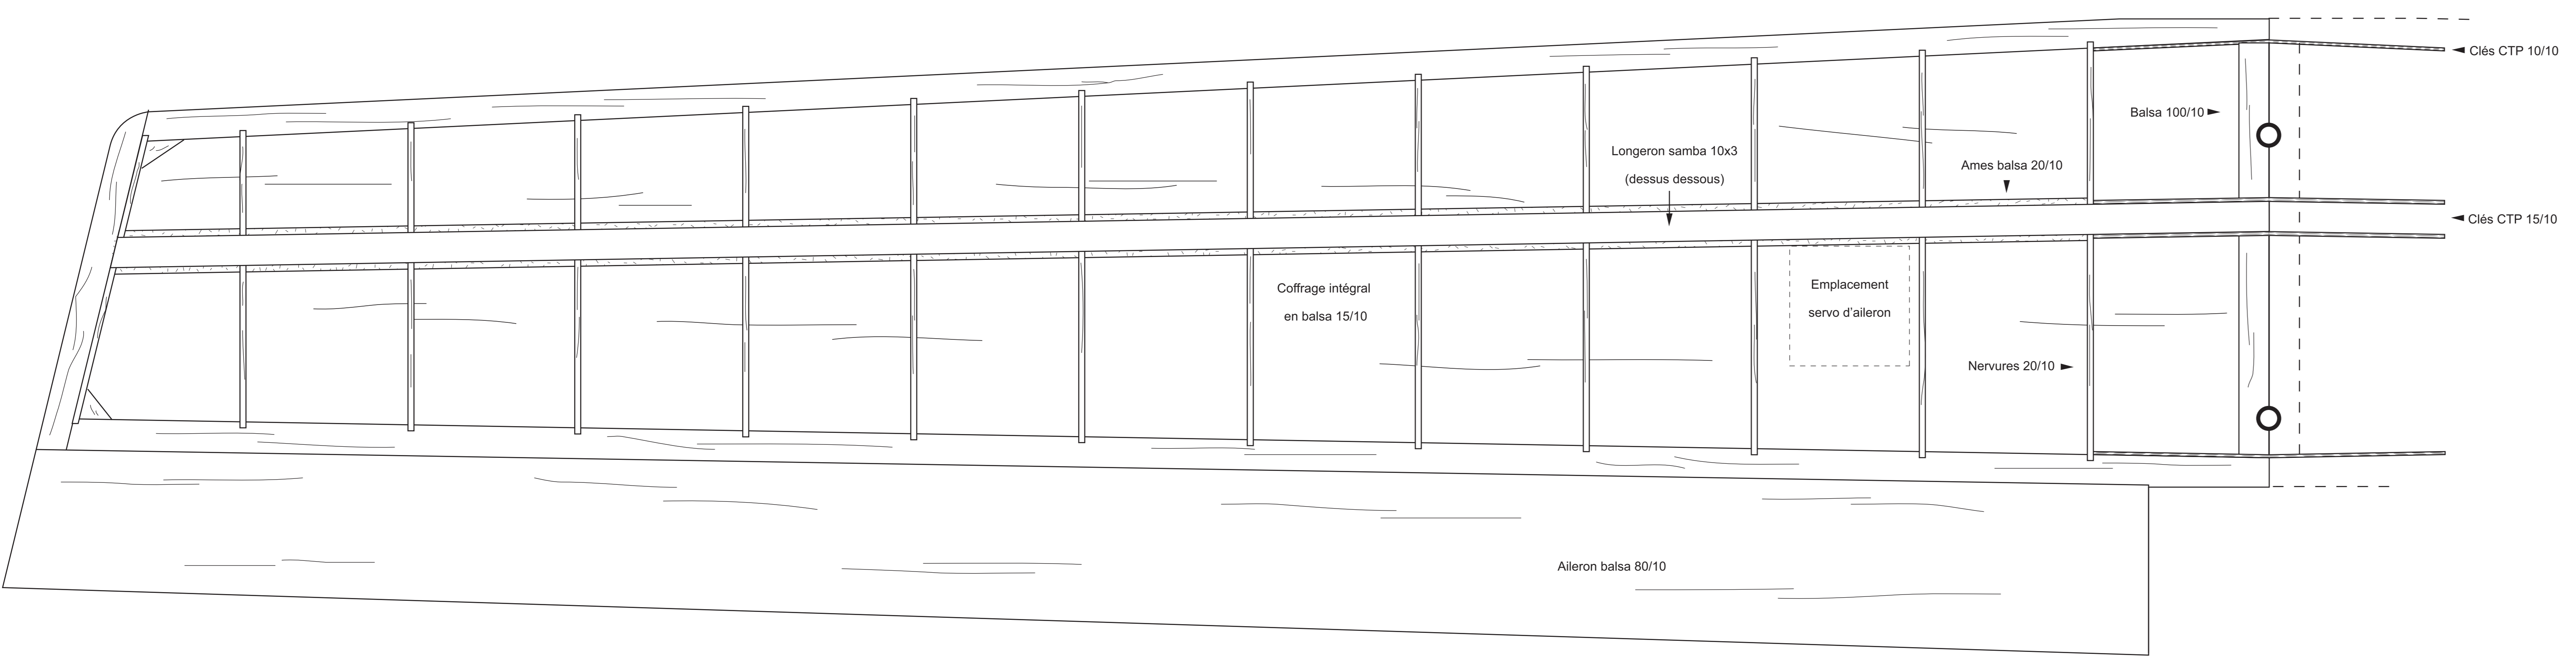 Clés CTP 10/10
Balsa 100/10
Longeron samba 10x3
(dessus dessous)
Ames balsa 20/10
Clés CTP 15/10
Coffrage intégral
en balsa 15/10
Emplacement
servo d’aileron
Nervures 20/10
Aileron balsa 80/10